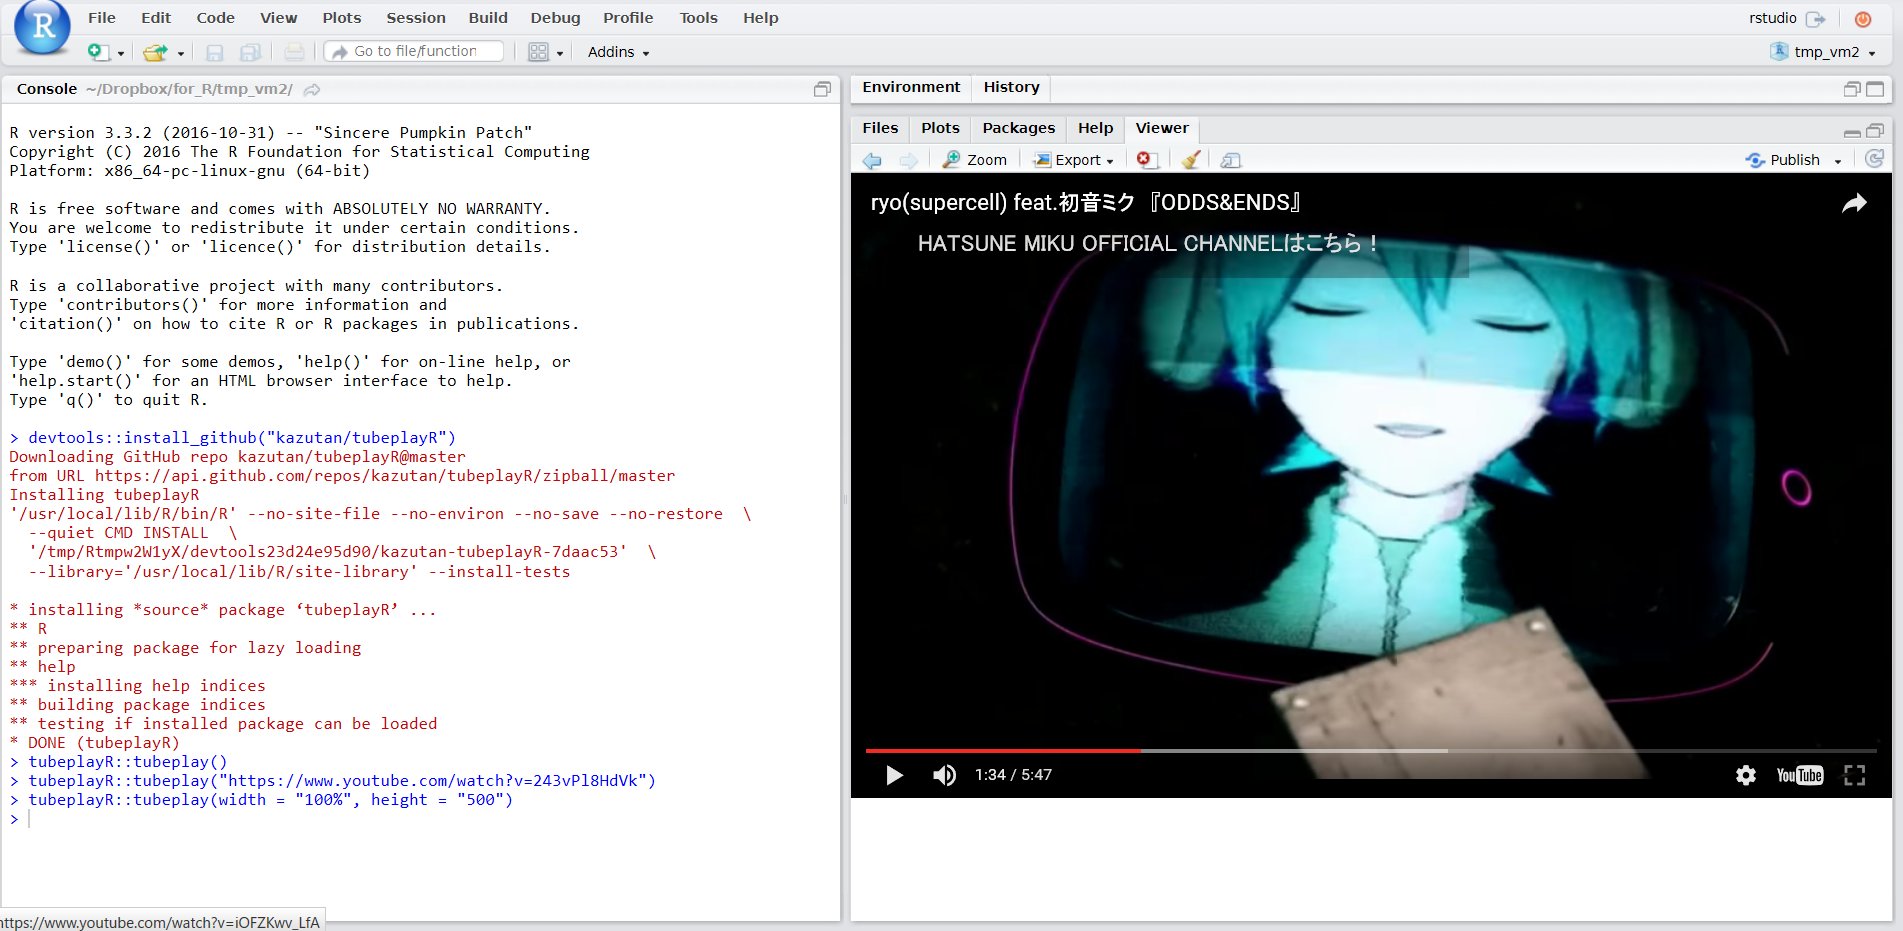 R
File Edit Code View Plots Session Build Debug Profile Tools Help
rstudio
Go to file/function
Addins
tmp_vm2
Console ~/Dropbox/for_R/tmp_vm2/
R version 3.3.2 (2016-10-31) -- "Sincere Pumpkin Patch"
Copyright (C) 2016 The R Foundation for Statistical Computing
Platform: x86_64-pc-linux-gnu (64-bit)
R is free software and comes with ABSOLUTELY NO WARRANTY.
You are welcome to redistribute it under certain conditions.
Type 'license()' or 'licence()' for distribution details.
R is a collaborative project with many contributors.
Type 'contributors()' for more information and
'citation()' on how to cite R or R packages in publications.
Type 'demo()' for some demos, 'help()' for on-line help, or
'help.start()' for an HTML browser interface to help.
Type 'q()' to quit R.
> devtools::install_github("kazutan/tubeplayR")
Downloading GitHub repo kazutan/tubeplayR@master
from URL https://api.github.com/repos/kazutan/tubeplayR/zipball/master
Installing tubeplayR
'/usr/local/lib/R/bin/R' --no-site-file --no-environ --no-save --no-restore \
--quiet CMD INSTALL \
'/tmp/Rtmpw2W1yX/devtools23d24e95d90/kazutan-tubeplayR-7daac53' \
--library='/usr/local/lib/R/site-library' --install-tests
* installing *source* package ‘tubeplayR’ ...
** R
** preparing package for lazy loading
** help
*** installing help indices
** building package indices
** testing if installed package can be loaded
* DONE (tubeplayR)
> tubeplayR::tubeplay()
> tubeplayR::tubeplay("https://www.youtube.com/watch?v=243vPl8HdVk")
> tubeplayR::tubeplay(width = "100%", height = "500")
>
https://www.youtube.com/watch?v=iOFZKwv_LfA
Environment History
Files Plots Packages Help Viewer
Zoom Export Publish
ryo(supercell) feat.初音ミク『ODDS&ENDS』
HATSUNE MIKU OFFICIAL CHANNELはこちら！
1:34 / 5:47
YouTube